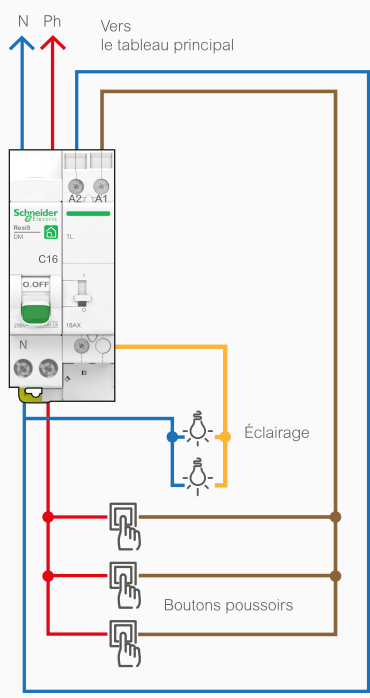 N Ph
Vers
le tableau principal
A2 A1
Schneider
Electric
Resi9
DM
TL
C16
I
O.OFF
O
16AX
N
Éclairage
Boutons poussoirs